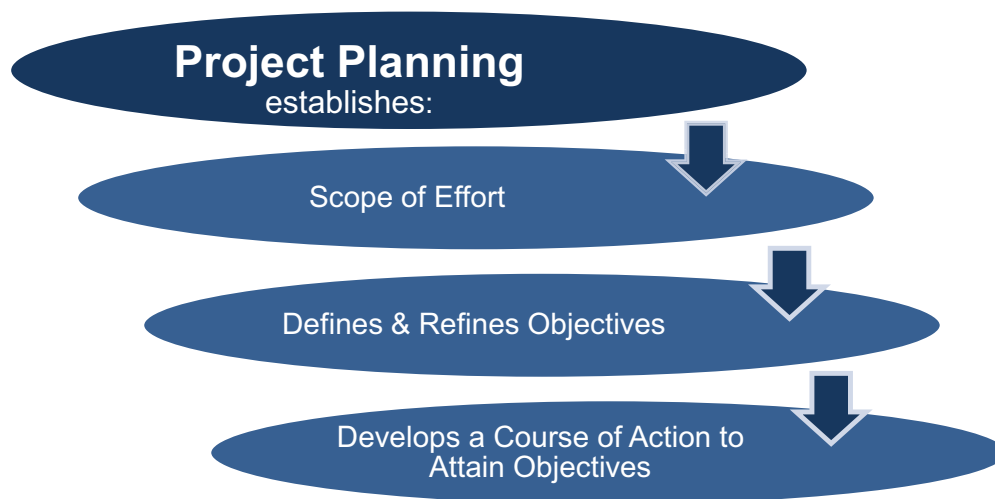 Project Planning
establishes:
Scope of Effort
Defines & Refines Objectives
Develops a Course of Action to
Attain Objectives